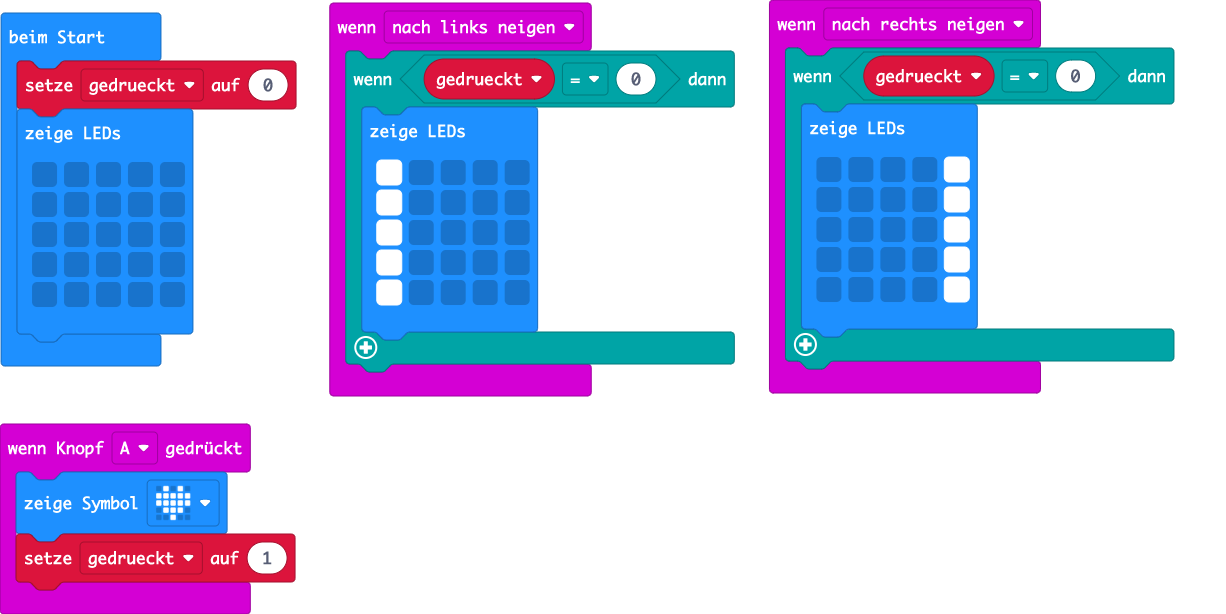 beim Start
setze gedrueckt auf 0
zeige LEDs
wenn nach links neigen
wenn gedrueckt = 0 dann
zeige LEDs
wenn nach rechts neigen
wenn gedrueckt = 0 dann
zeige LEDs
wenn Knopf A gedrückt
zeige Symbol
setze gedrueckt auf 1